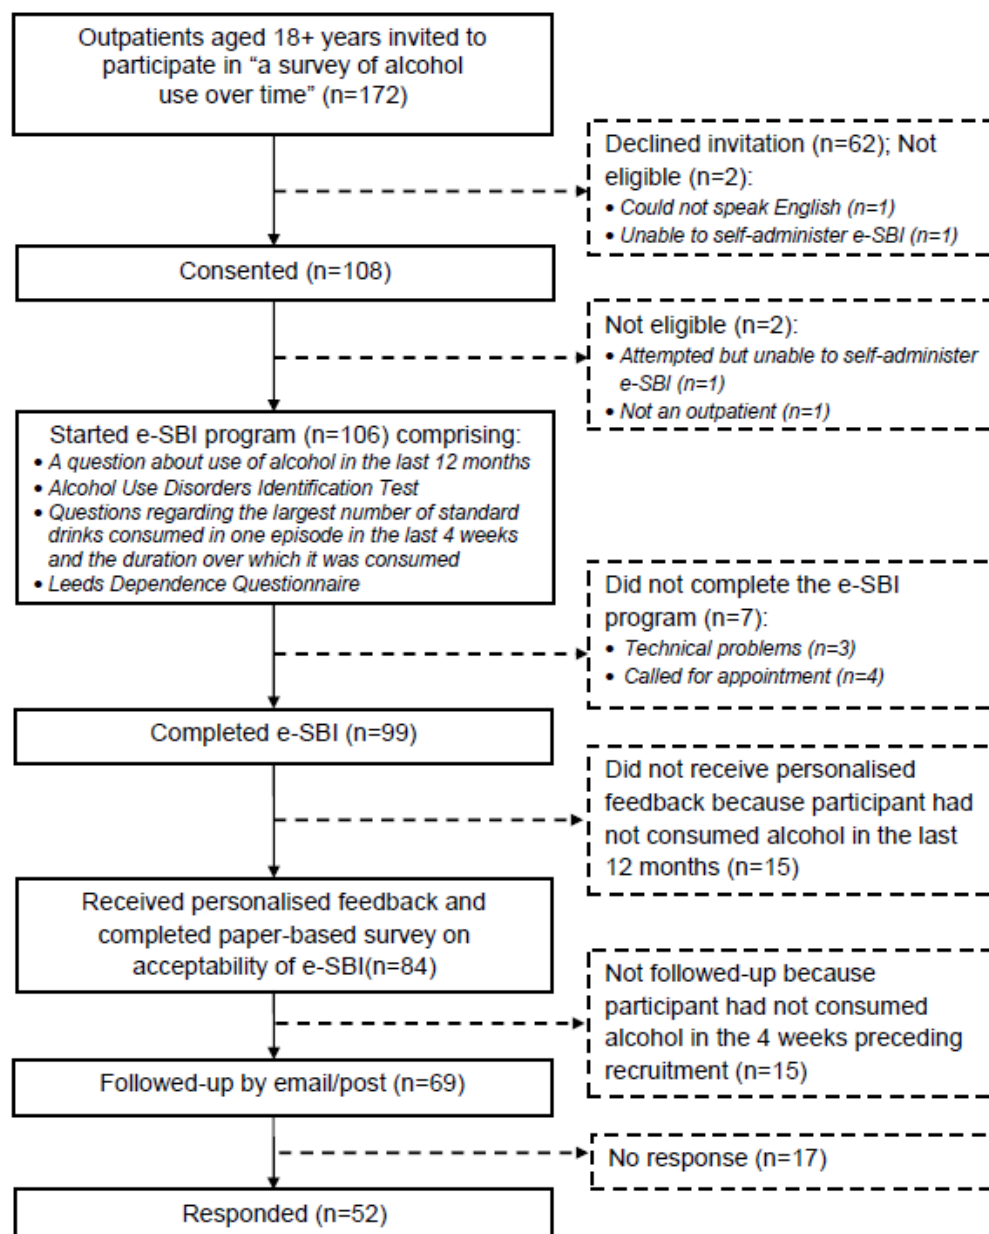 Outpatients aged 18+ years invited to
participate in “a survey of alcohol
use over time” (n=172)
Declined invitation (n=62); Not
eligible (n=2):
• Could not speak English (n=1)
• Unable to self-administer e-SBI (n=1)
Consented (n=108)
Not eligible (n=2):
• Attempted but unable to self-administer
e-SBI (n=1)
• Not an outpatient (n=1)
Started e-SBI program (n=106) comprising:
• A question about use of alcohol in the last 12 months
• Alcohol Use Disorders Identification Test
• Questions regarding the largest number of standard
drinks consumed in one episode in the last 4 weeks
and the duration over which it was consumed
• Leeds Dependence Questionnaire
Did not complete the e-SBI
program (n=7):
• Technical problems (n=3)
• Called for appointment (n=4)
Completed e-SBI (n=99)
Did not receive personalised
feedback because participant had
not consumed alcohol in the last
12 months (n=15)
Received personalised feedback and
completed paper-based survey on
acceptability of e-SBI(n=84)
Not followed-up because
participant had not consumed
alcohol in the 4 weeks preceding
recruitment (n=15)
Followed-up by email/post (n=69)
No response (n=17)
Responded (n=52)